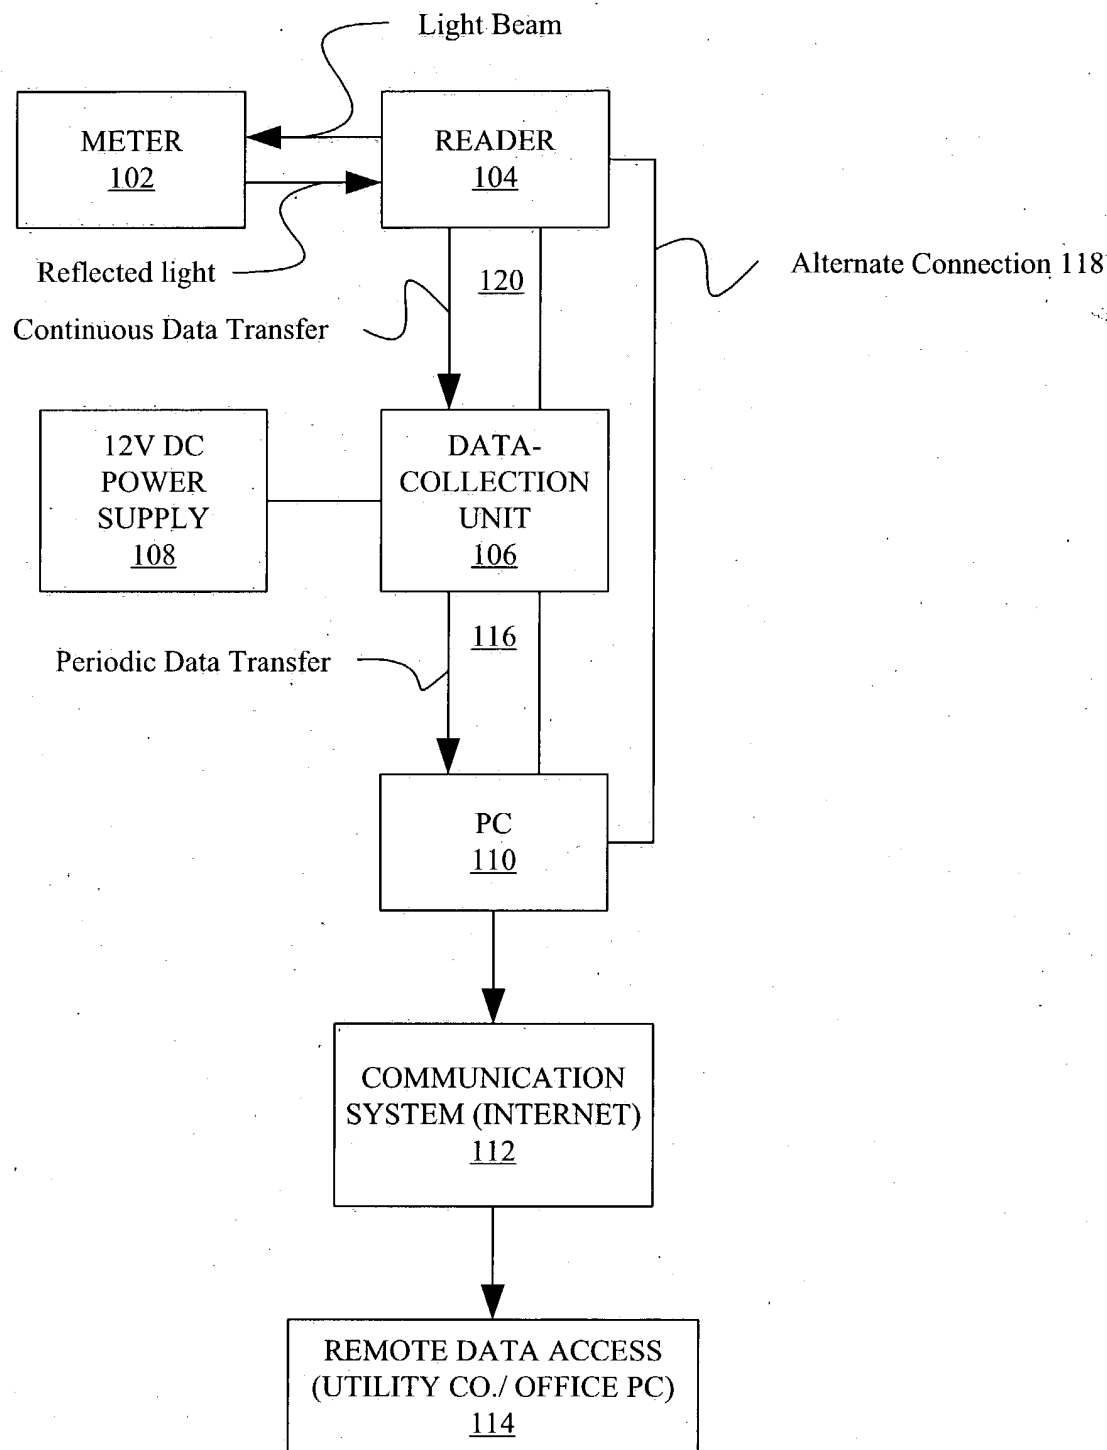 Light Beam
METER
102
READER
104
Reflected light
120
Alternate Connection 118
Continuous Data Transfer
12V DC
POWER
SUPPLY
108
DATA-
COLLECTION
UNIT
106
116
Periodic Data Transfer
PC
110
COMMUNICATION
SYSTEM (INTERNET)
112
REMOTE DATA ACCESS
(UTILITY CO./ OFFICE PC)
114